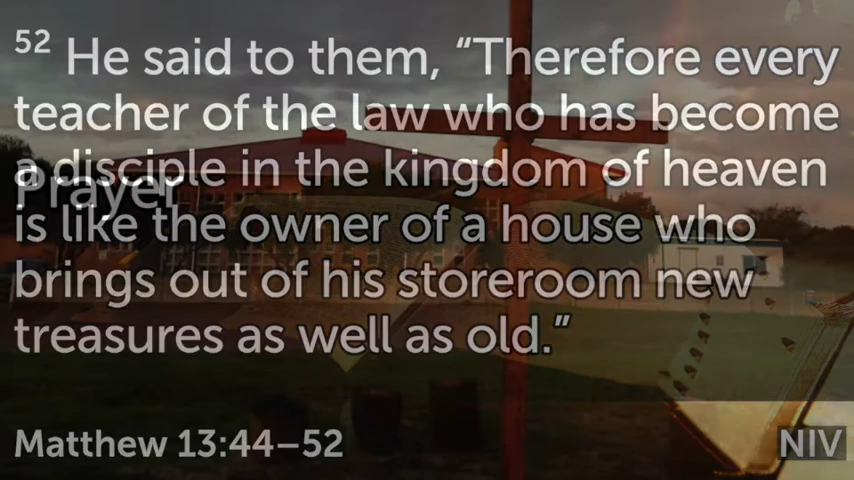 52 He said to them, “Therefore every
teacher of the law who has become
a disciple in the kingdom of heaven
Prayer
is like the owner of a house who
brings out of his storeroom new
treasures as well as old.”
Matthew 13:44–52
NIV